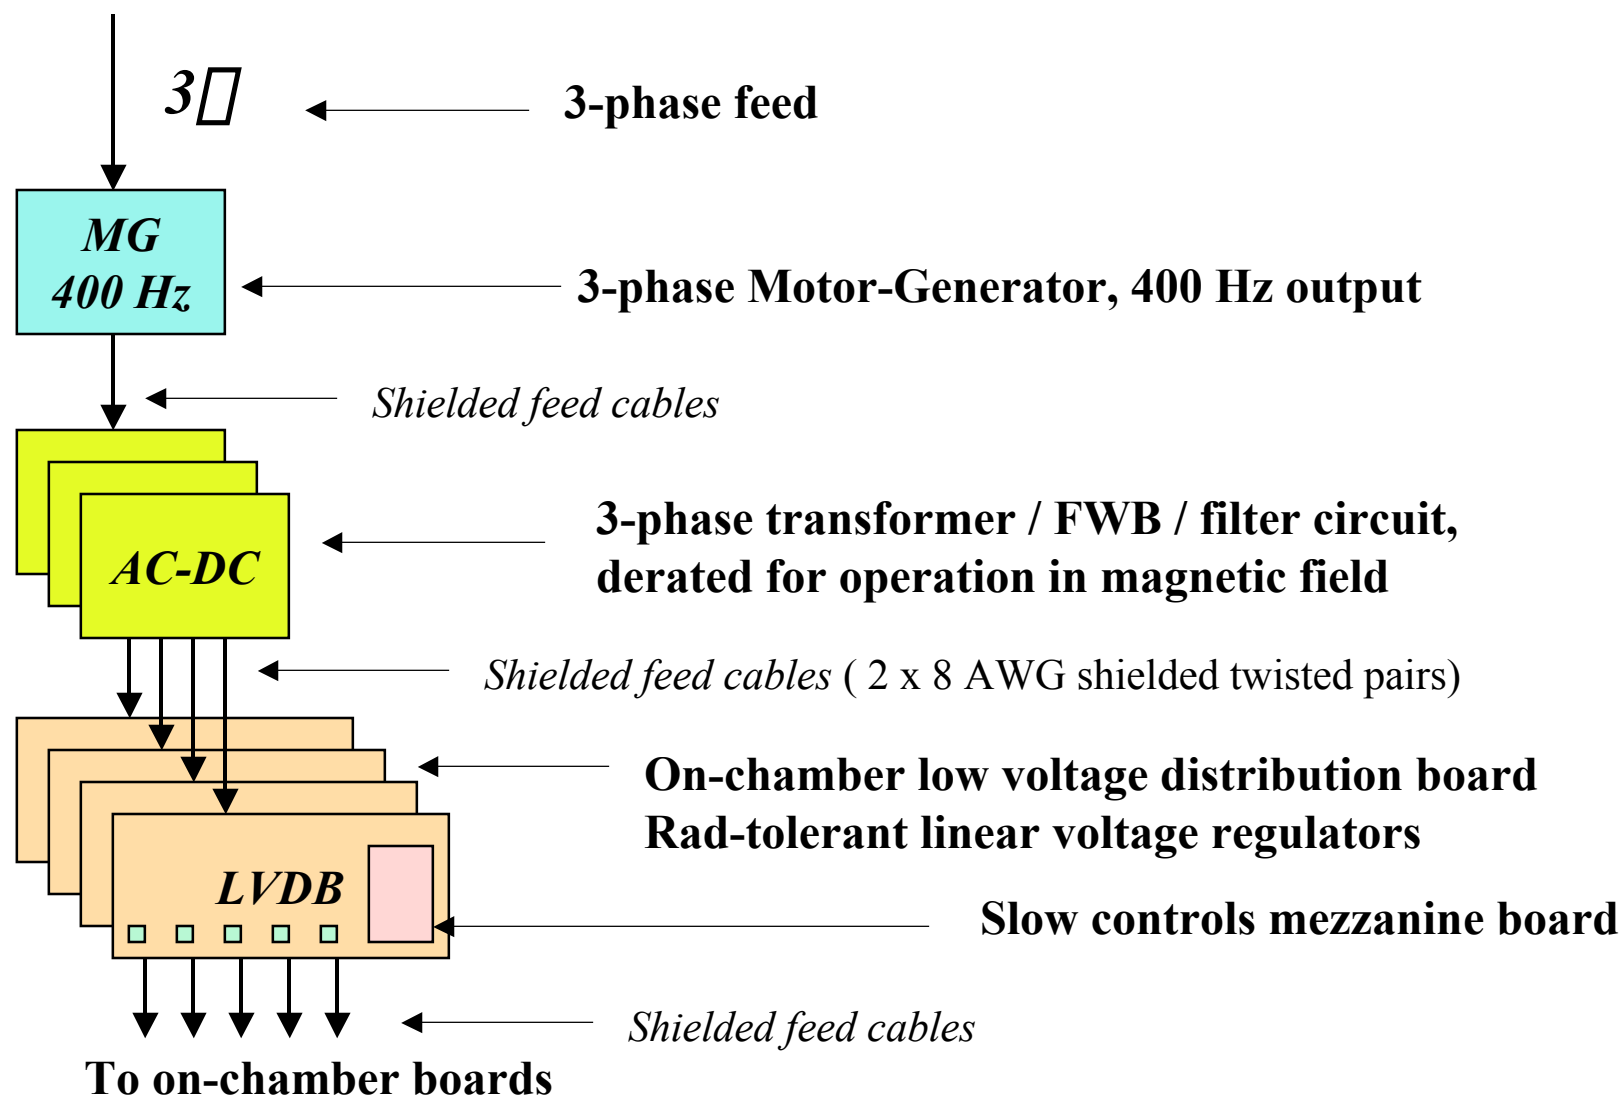 3▯
3-phase feed
MG
400 Hz
3-phase Motor-Generator, 400 Hz output
Shielded feed cables
AC-DC
3-phase transformer / FWB / filter circuit,
derated for operation in magnetic field
Shielded feed cables ( 2 x 8 AWG shielded twisted pairs)
On-chamber low voltage distribution board
Rad-tolerant linear voltage regulators
LVDB
Slow controls mezzanine board
Shielded feed cables
To on-chamber boards